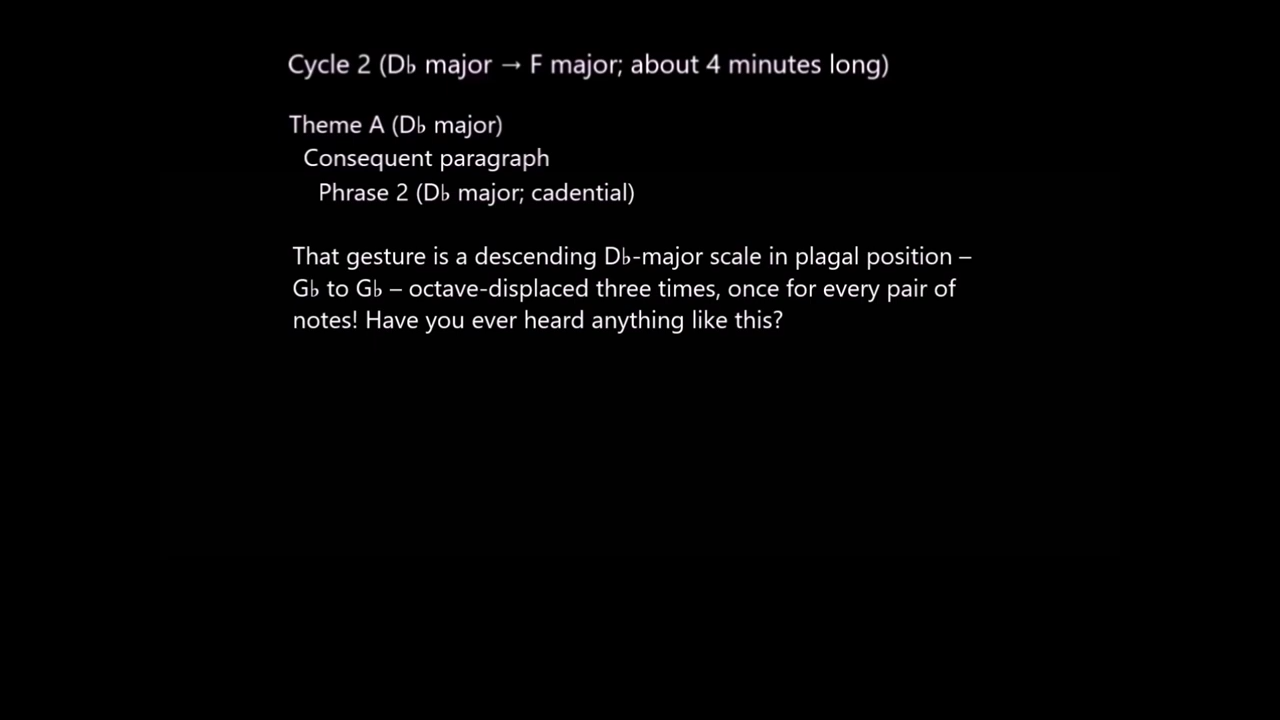 Cycle 2 (D♭ major → F major; about 4 minutes long)
Theme A (D♭ major)
Consequent paragraph
Phrase 2 (D♭ major; cadential)
That gesture is a descending D♭-major scale in plagal position –
G♭ to G♭ – octave-displaced three times, once for every pair of
notes! Have you ever heard anything like this?